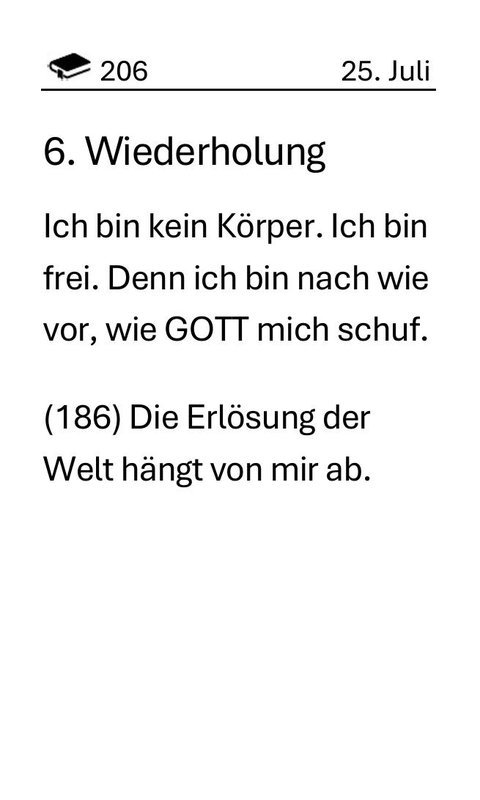 206 25. Juli
6. Wiederholung
Ich bin kein Körper. Ich bin
frei. Denn ich bin nach wie
vor, wie GOTT mich schuf.
(186) Die Erlösung der
Welt hängt von mir ab.